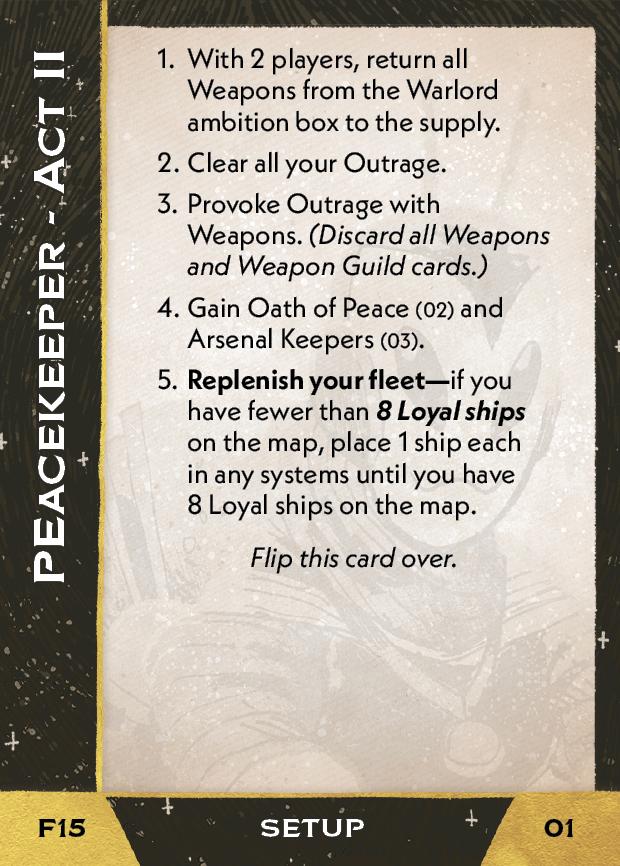 PEACEKEEPER - ACT II
1. With 2 players, return all
Weapons from the Warlord
ambition box to the supply.
2. Clear all your Outrage.
3. Provoke Outrage with
Weapons. (Discard all Weapons
and Weapon Guild cards.)
4. Gain Oath of Peace (02) and
Arsenal Keepers (03).
5. Replenish your fleet—if you
have fewer than 8 Loyal ships
on the map, place 1 ship each
in any systems until you have
8 Loyal ships on the map.
Flip this card over.
F15 SETUP 01